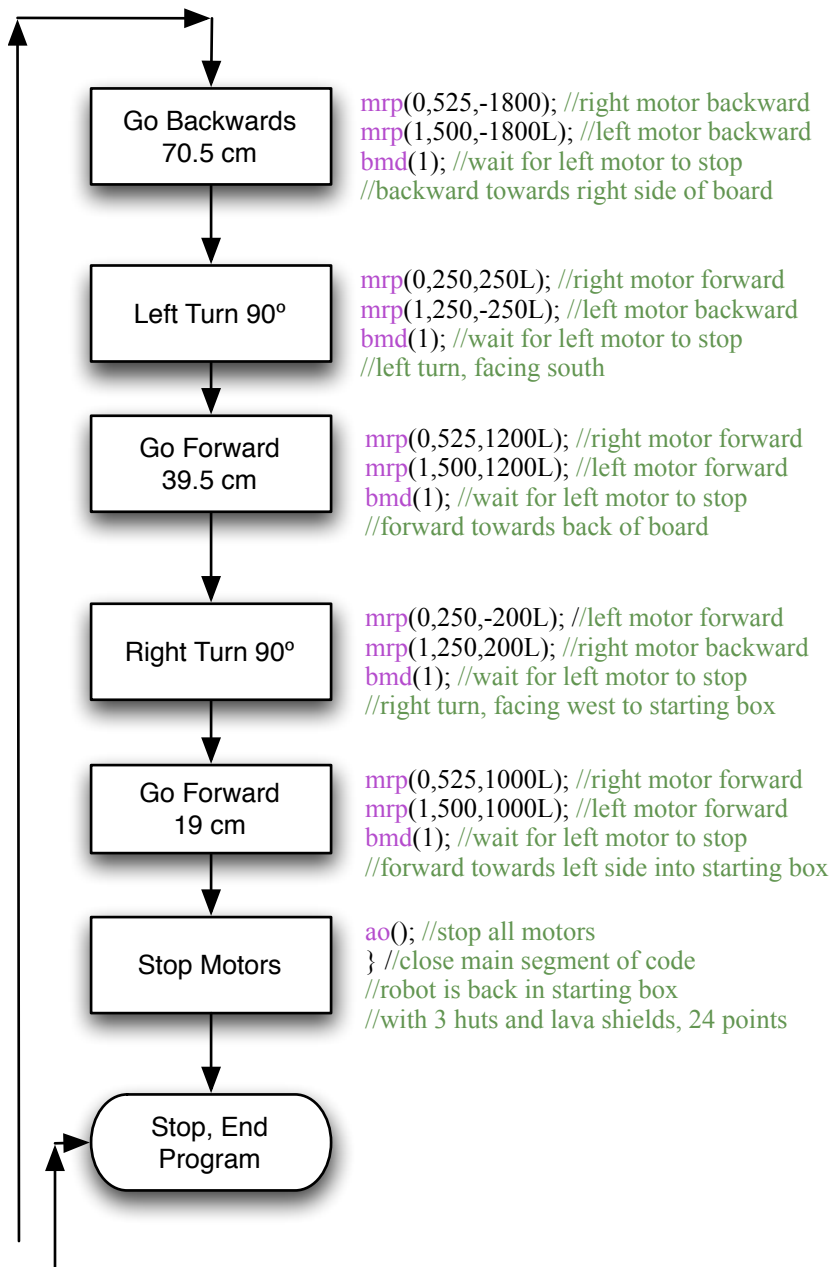 Go Backwards
70.5 cm
mrp(0,525,-1800); //right motor backward
mrp(1,500,-1800L); //left motor backward
bmd(1); //wait for left motor to stop
//backward towards right side of board
Left Turn 90º
mrp(0,250,250L); //right motor forward
mrp(1,250,-250L); //left motor backward
bmd(1); //wait for left motor to stop
//left turn, facing south
Go Forward
39.5 cm
mrp(0,525,1200L); //right motor forward
mrp(1,500,1200L); //left motor forward
bmd(1); //wait for left motor to stop
//forward towards back of board
Right Turn 90º
mrp(0,250,-200L); //left motor forward
mrp(1,250,200L); //right motor backward
bmd(1); //wait for left motor to stop
//right turn, facing west to starting box
Go Forward
19 cm
mrp(0,525,1000L); //right motor forward
mrp(1,500,1000L); //left motor forward
bmd(1); //wait for left motor to stop
//forward towards left side into starting box
Stop Motors
ao(); //stop all motors
} //close main segment of code
//robot is back in starting box
//with 3 huts and lava shields, 24 points
Stop, End
Program